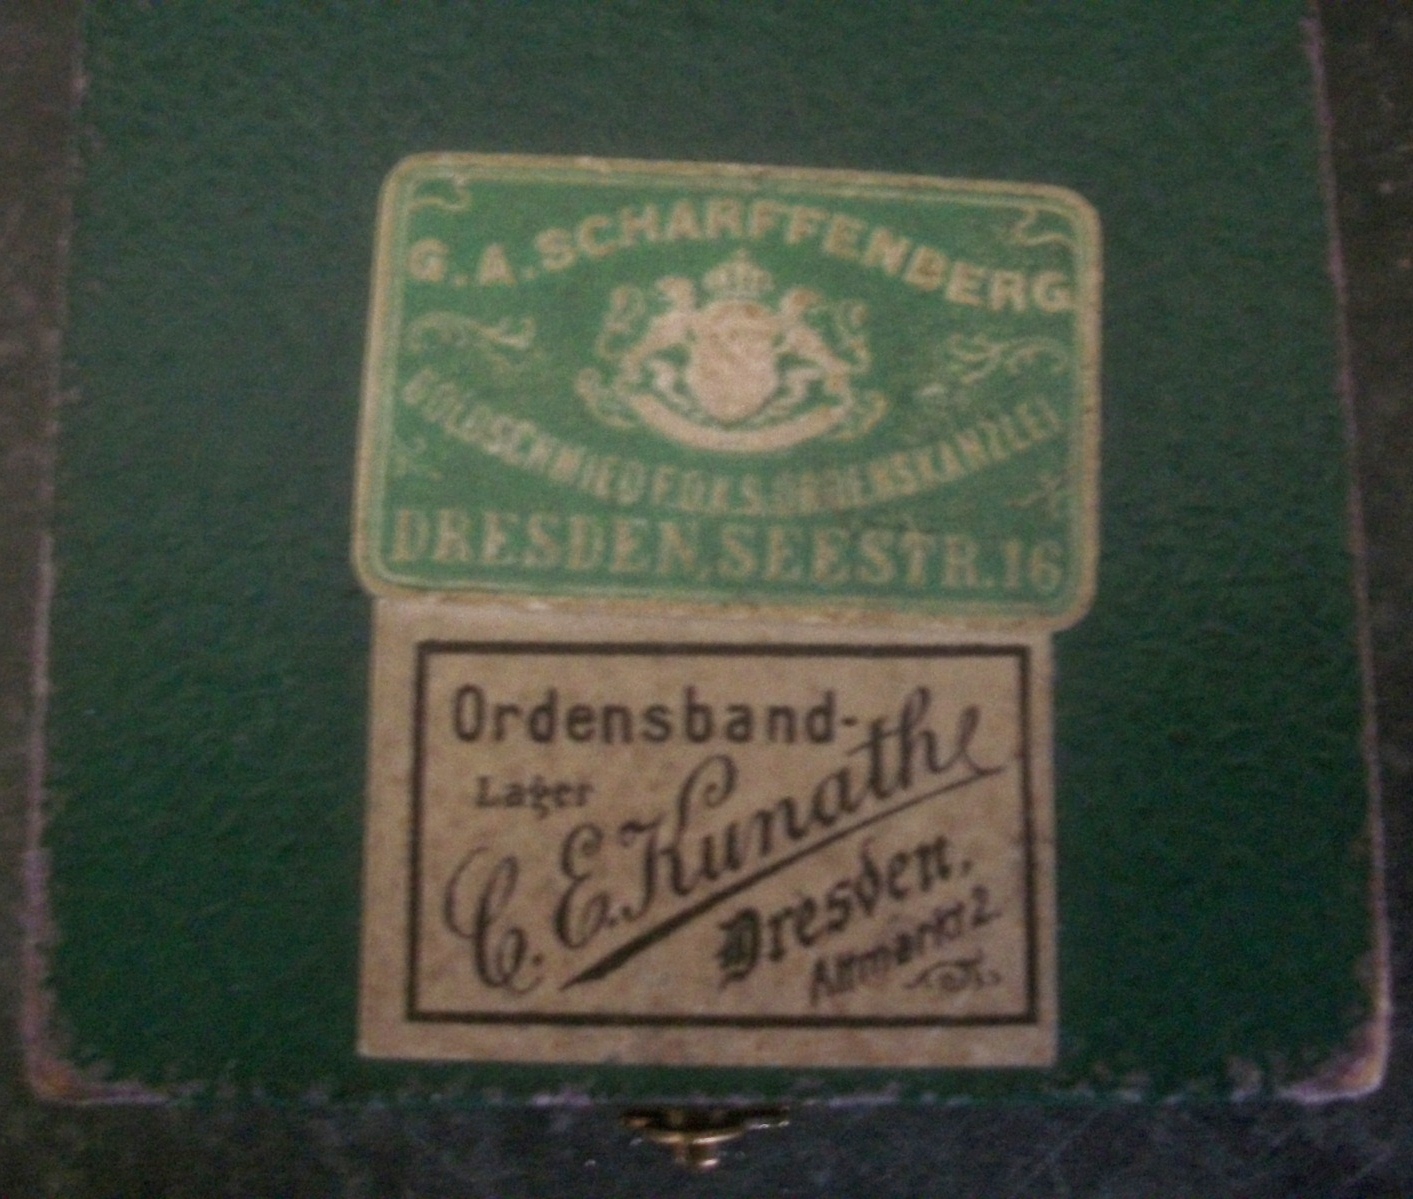 G. A. SCHARFFENBERG
GOLDSCHMIED F.D.K.S. ORDENSKANZLEI
DRESDEN, SEESTR. 16
Ordensband-
Lager
C. E. Kunath
Dresden.
Altmarkt 2